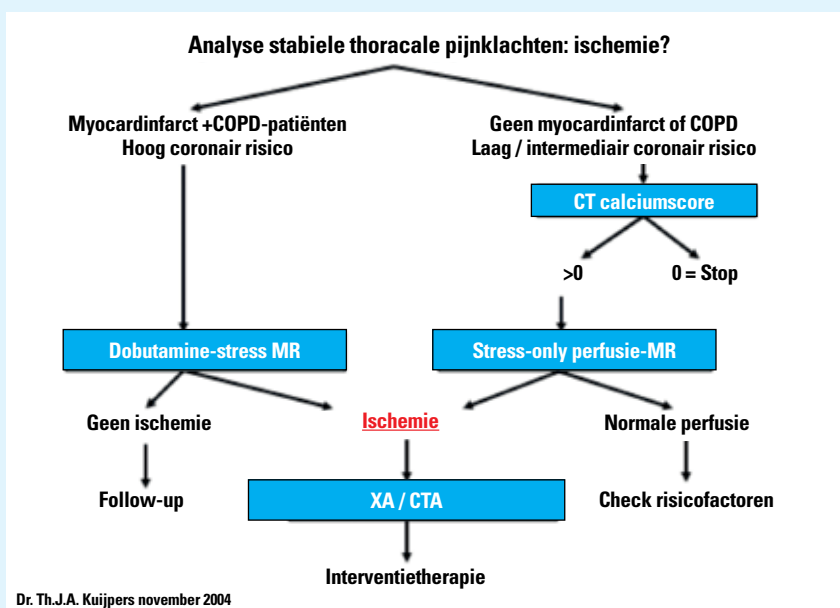 Analyse stabiele thoracale pijnklachten: ischemie?
Myocardinfarct +COPD-patiënten
Hoog coronair risico
Geen myocardinfarct of COPD
Laag / intermediair coronair risico
CT calciumscore
>0
0 = Stop
Dobutamine-stress MR
Stress-only perfusie-MR
Geen ischemie
Ischemie
Normale perfusie
Follow-up
XA / CTA
Check risicofactoren
Interventietherapie
Dr. Th.J.A. Kuijpers november 2004